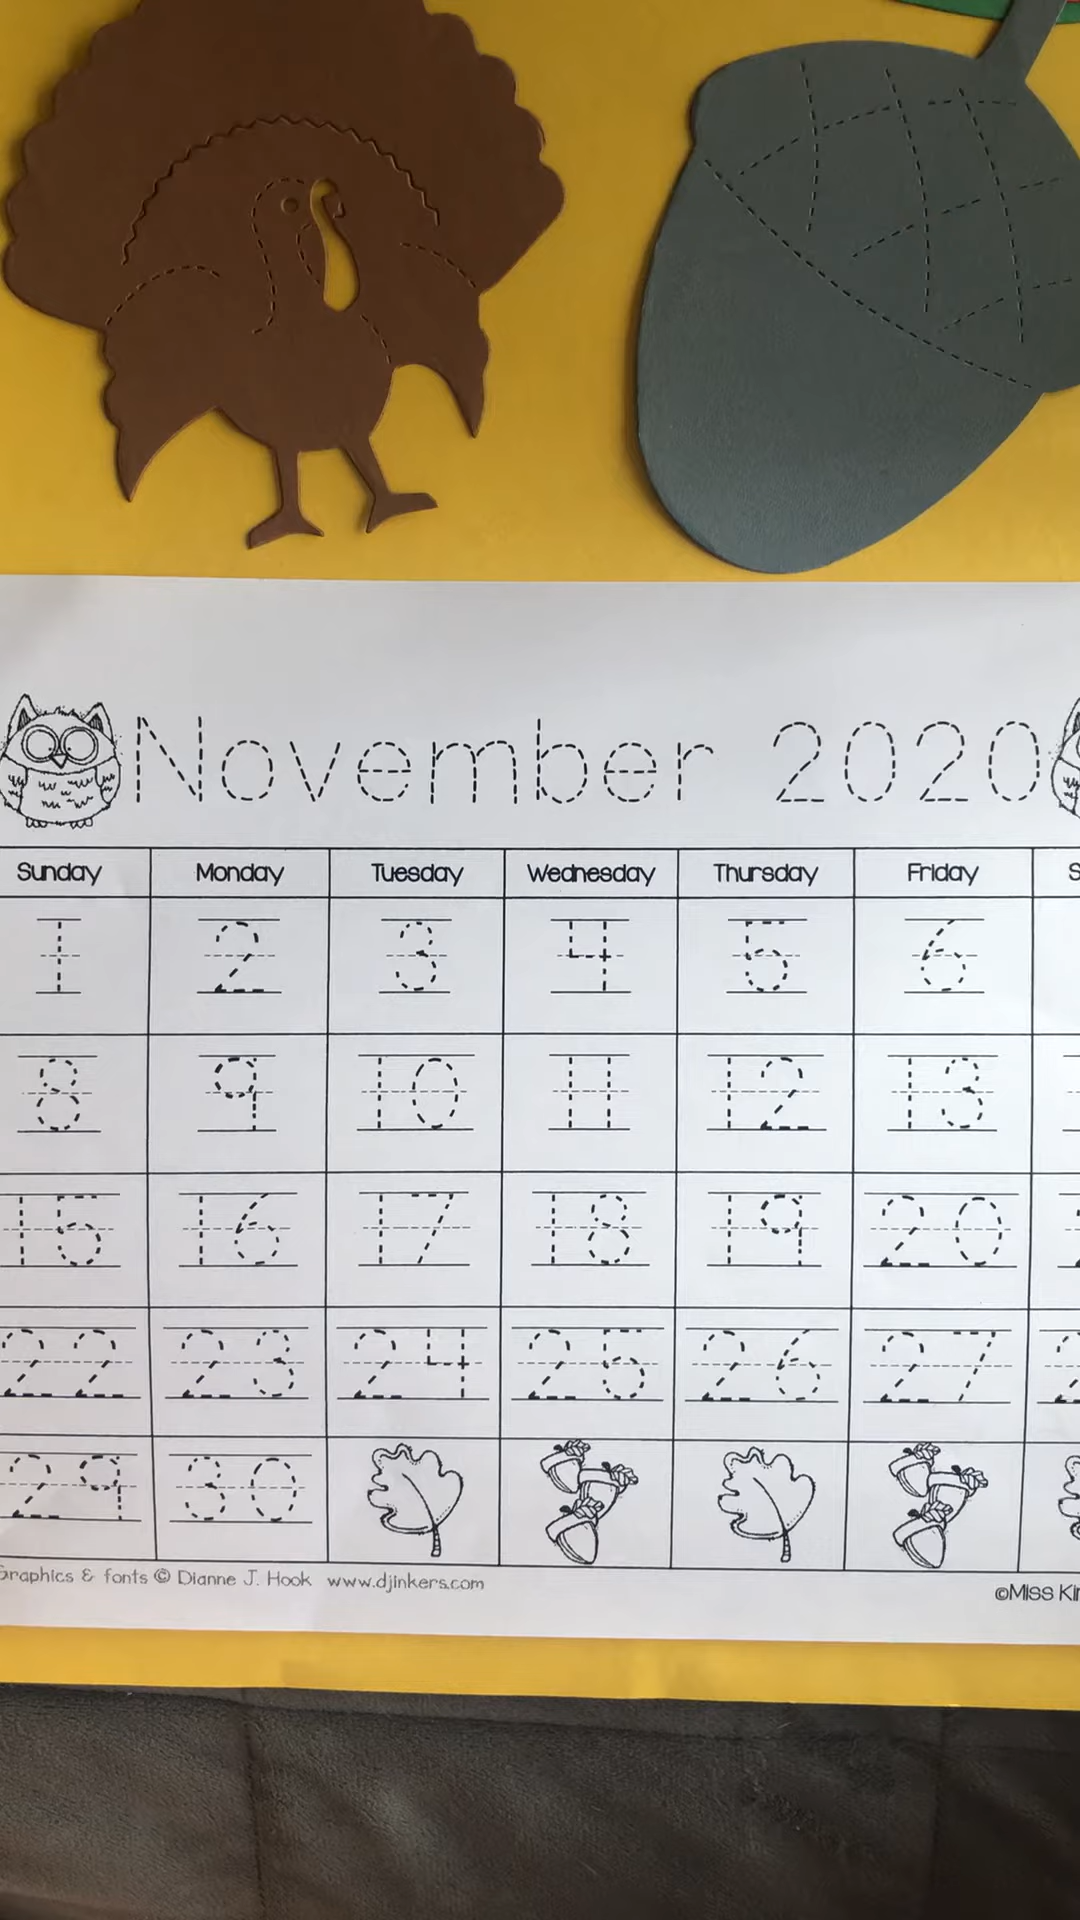 November 2020
Sunday Monday Tuesday Wednesday Thursday Friday
1 2 3 4 5 6
8 9 10 11 12 13
15 16 17 18 19 20
22 23 24 25 26 27
29 30
Graphics & fonts © Dianne J. Hook www.djinkers.com
©Miss